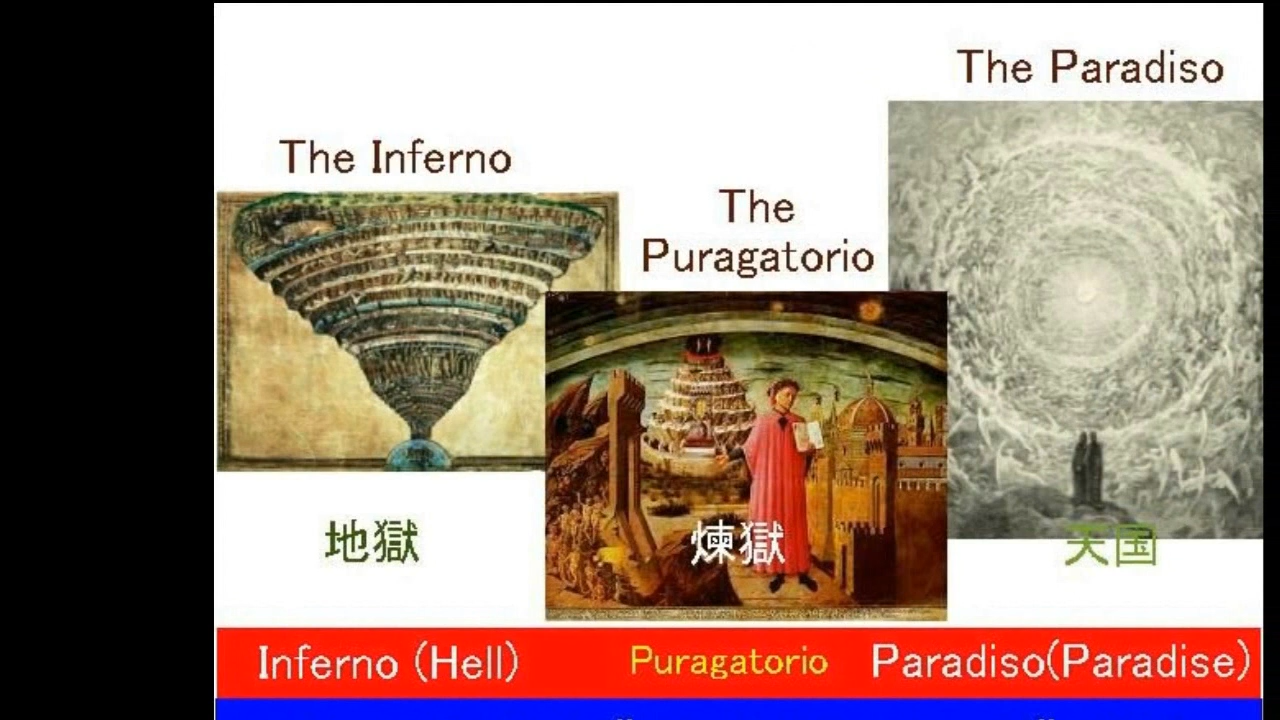 The Paradiso
The Inferno
The
Puragatorio
地獄
煉獄
天国
Inferno (Hell)
Puragatorio
Paradiso(Paradise)